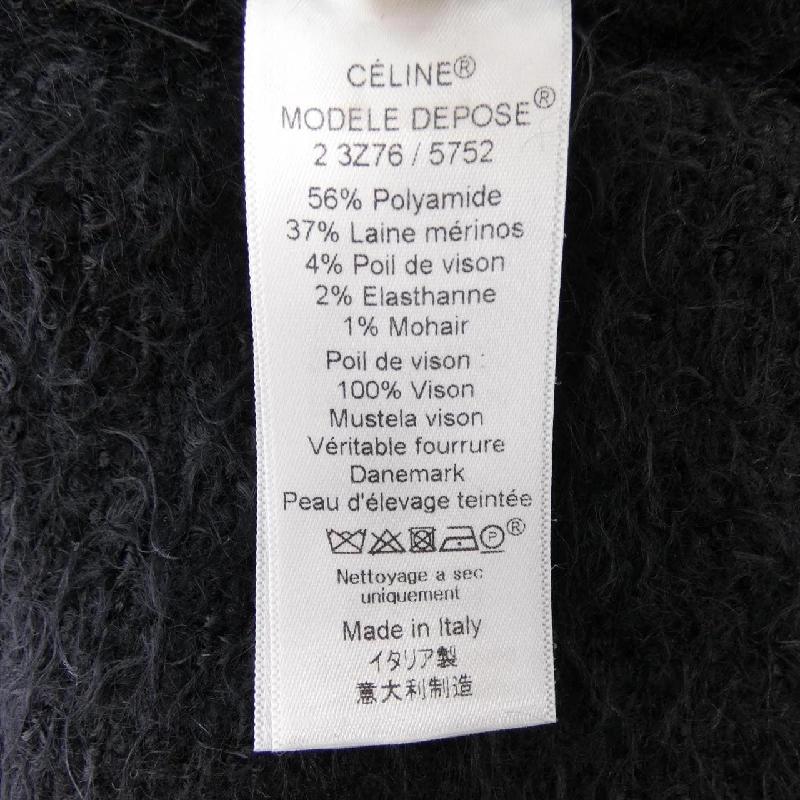 CÉLINE®
MODELE DEPOSE®
2 3Z76 / 5752
56% Polyamide
37% Laine mérinos
4% Poil de vison
2% Elasthanne
1% Mohair
Poil de vison :
100% Vison
Mustela vison
Véritable fourrure
Danemark
Peau d'élevage teintée
P®
Nettoyage a sec
uniquement
Made in Italy
イタリア製
意大利制造